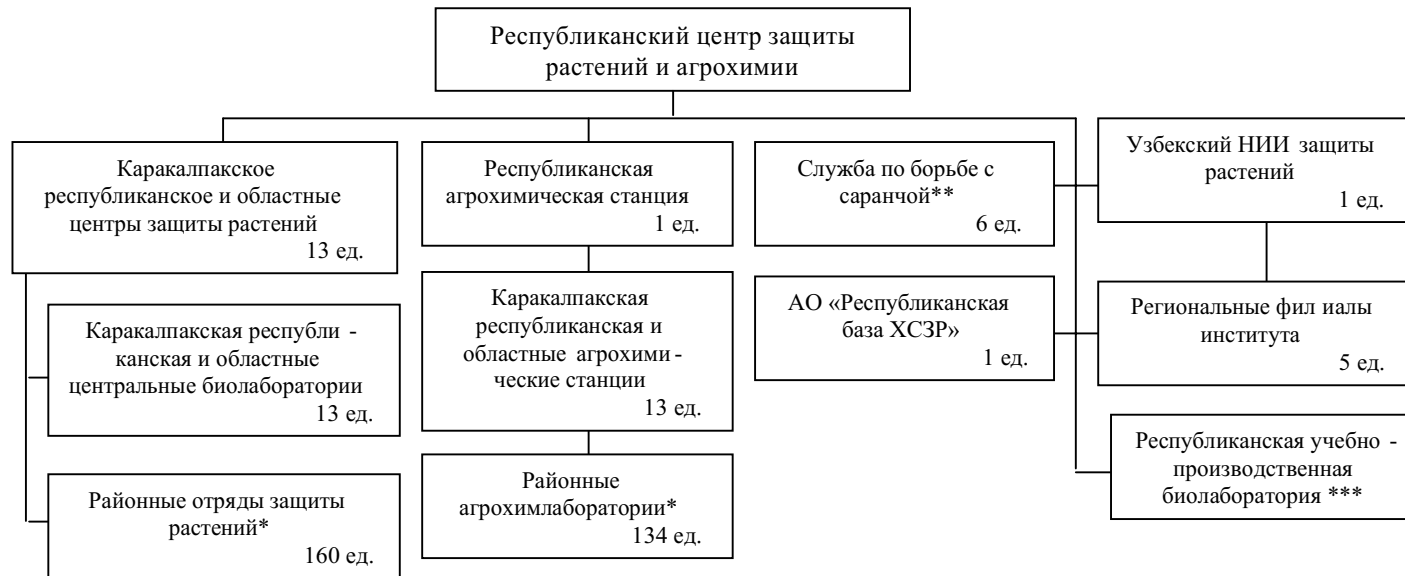 Республиканский центр защиты
растений и агрохимии
Каракалпакское
республиканское и областные
центры защиты растений
13 ед.
Каракалпакская республи -
канская и областные
центральные биолаборатории
13 ед.
Районные отряды защиты
растений*
160 ед.
Республиканская
агрохимическая станция
1 ед.
Каракалпакская
республиканская и
областные агрохими -
ческие станции
13 ед.
Районные
агрохимлаборатории*
134 ед.
Служба по борьбе с
саранчой**
6 ед.
АО «Республиканская
база ХСЗР»
1 ед.
Узбекский НИИ защиты
растений
1 ед.
Региональные фил иалы
института
5 ед.
Республиканская учебно -
производственная
биолаборатория ***